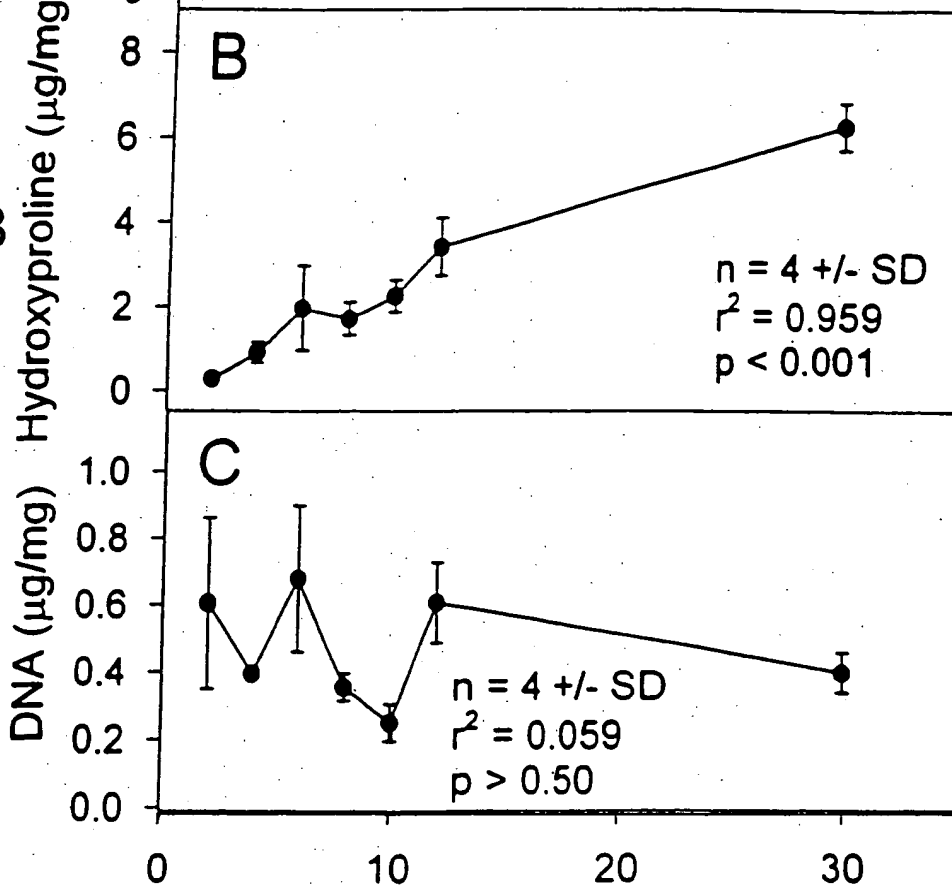 B
Hydroxyproline (µg/mg
8
6
4
2
0
n = 4 +/- SD
r² = 0.959
p < 0.001
C
DNA (µg/mg)
1.0
0.8
0.6
0.4
0.2
0.0
n = 4 +/- SD
r² = 0.059
p > 0.50
0 10 20 30